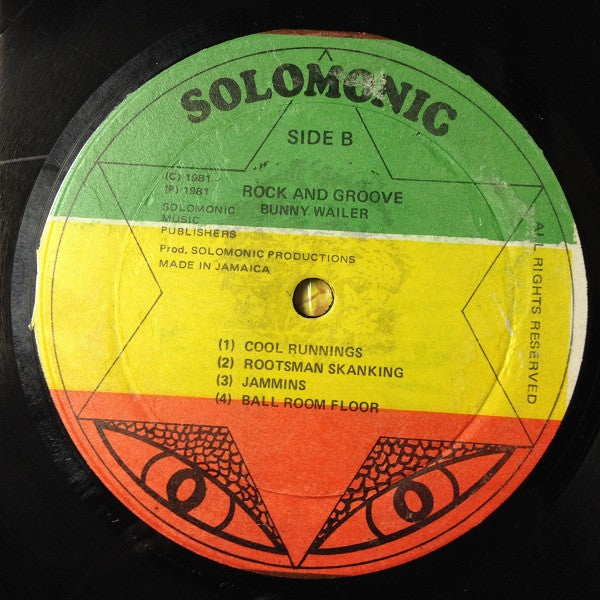 SOLOMONIC
SIDE B
(C) 1981
(P) 1981
ROCK AND GROOVE
BUNNY WAILER
SOLOMONIC
MUSIC
PUBLISHERS
Prod. SOLOMONIC PRODUCTIONS
MADE IN JAMAICA
ALL RIGHTS RESERVED
(1) COOL RUNNINGS
(2) ROOTSMAN SKANKING
(3) JAMMINS
(4) BALL ROOM FLOOR